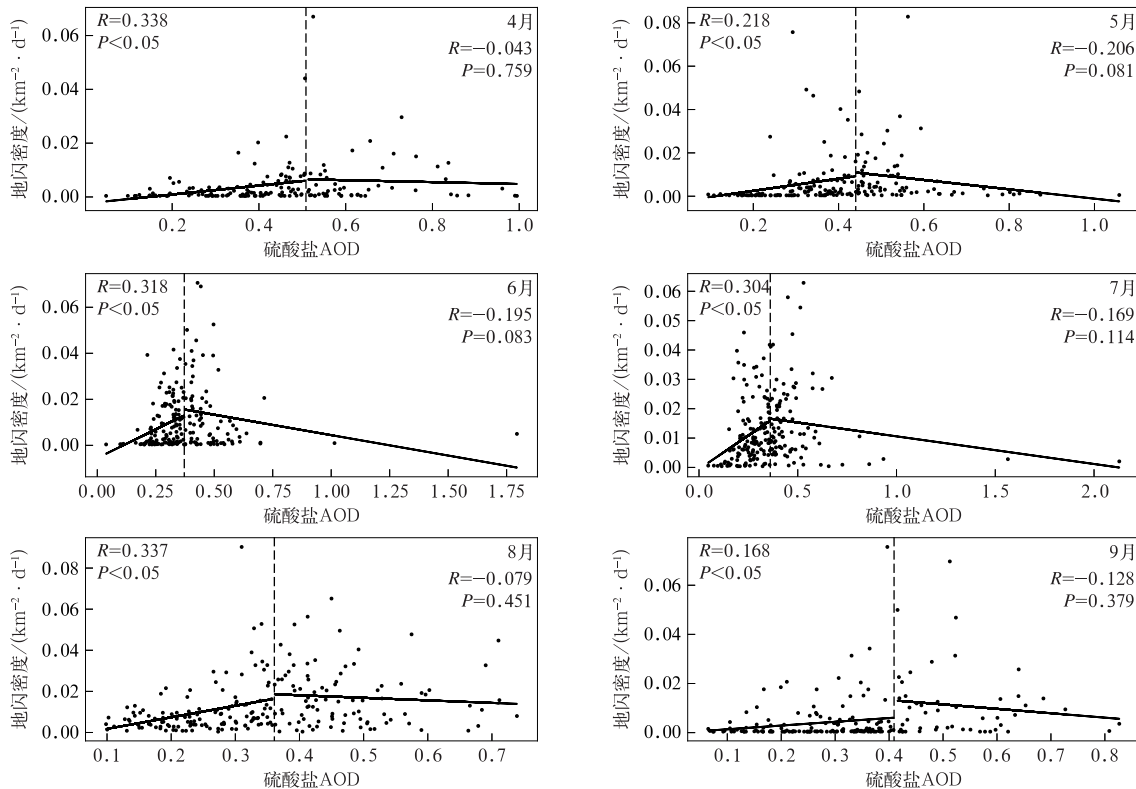 R=0.338
P<0.05
4月
R=−0.043
P=0.759
地闪密度/(km⁻²·d⁻¹)
0.06
0.04
0.02
0.00
0.2
0.4
0.6
0.8
1.0
硫酸盐AOD
R=0.218
P<0.05
5月
R=−0.206
P=0.081
地闪密度/(km⁻²·d⁻¹)
0.08
0.06
0.04
0.02
0.00
0.2
0.4
0.6
0.8
1.0
硫酸盐AOD
R=0.318
P<0.05
6月
R=−0.195
P=0.083
地闪密度/(km⁻²·d⁻¹)
0.06
0.04
0.02
0.00
0.00
0.25
0.50
0.75
1.00
1.25
1.50
1.75
硫酸盐AOD
R=0.304
P<0.05
7月
R=−0.169
P=0.114
地闪密度/(km⁻²·d⁻¹)
0.06
0.05
0.04
0.03
0.02
0.01
0.00
0.0
0.5
1.0
1.5
2.0
硫酸盐AOD
R=0.337
P<0.05
8月
R=−0.079
P=0.451
地闪密度/(km⁻²·d⁻¹)
0.08
0.06
0.04
0.02
0.00
0.1
0.2
0.3
0.4
0.5
0.6
0.7
硫酸盐AOD
R=0.168
P<0.05
9月
R=−0.128
P=0.379
地闪密度/(km⁻²·d⁻¹)
0.06
0.04
0.02
0.00
0.1
0.2
0.3
0.4
0.5
0.6
0.7
0.8
硫酸盐AOD